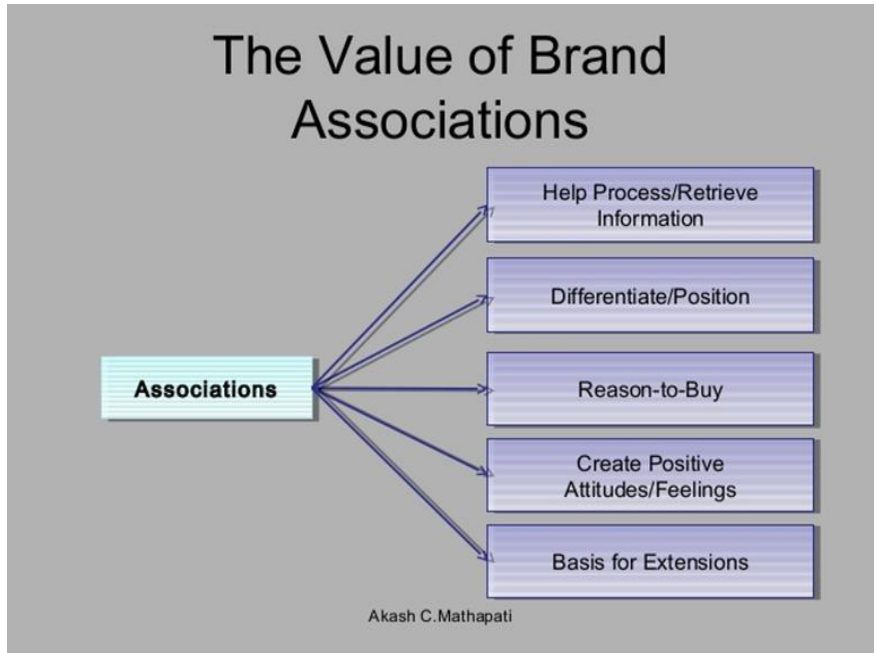 The Value of Brand
Associations
Help Process/Retrieve
Information
Differentiate/Position
Associations
Reason-to-Buy
Create Positive
Attitudes/Feelings
Basis for Extensions
Akash C.Mathapati